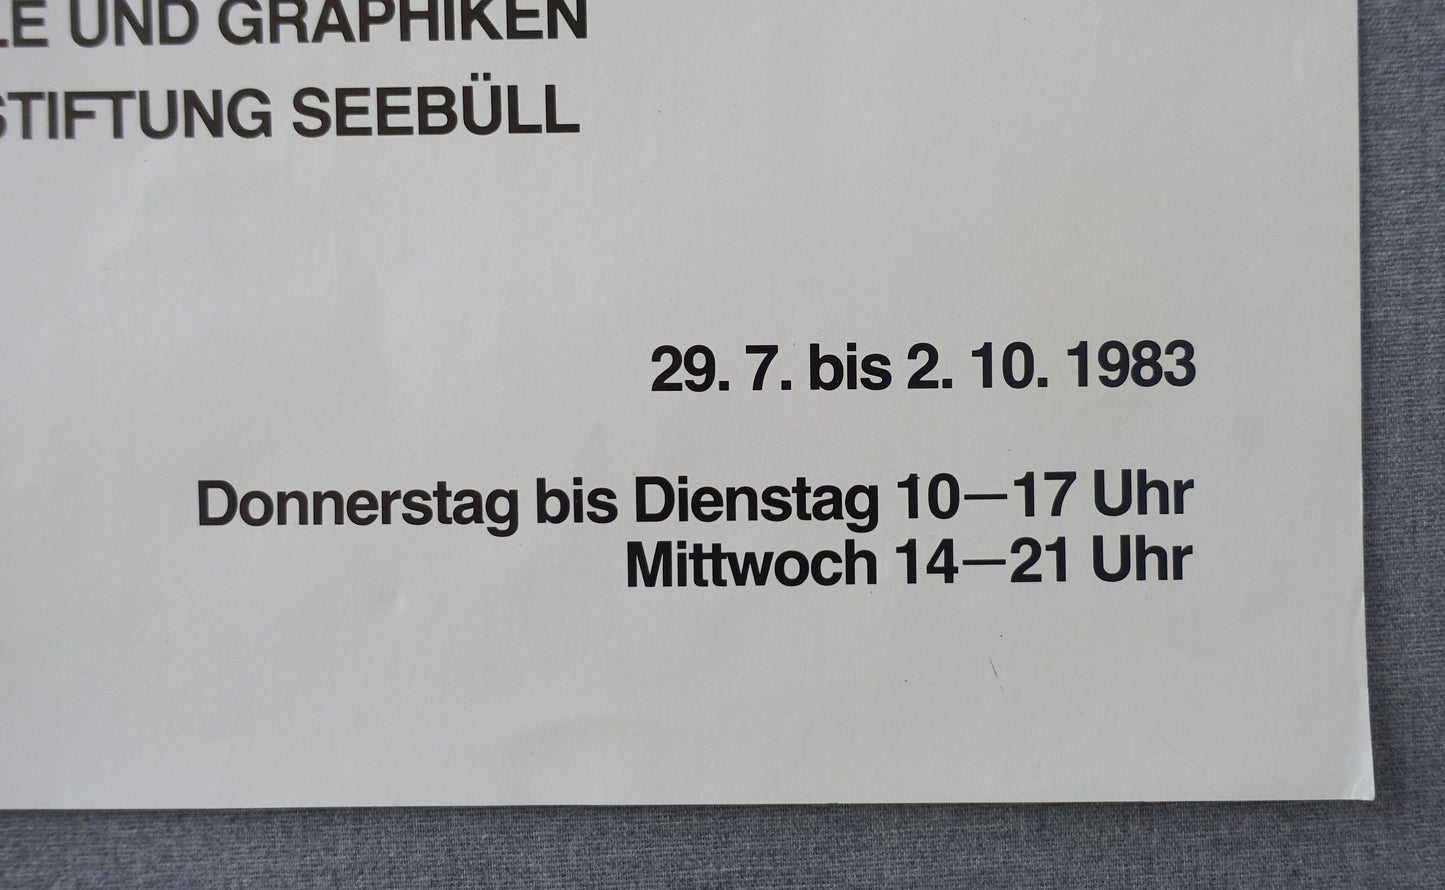 LE UND GRAPHIKEN
STIFTUNG SEEBÜLL
29. 7. bis 2. 10. 1983
Donnerstag bis Dienstag 10—17 Uhr
Mittwoch 14—21 Uhr